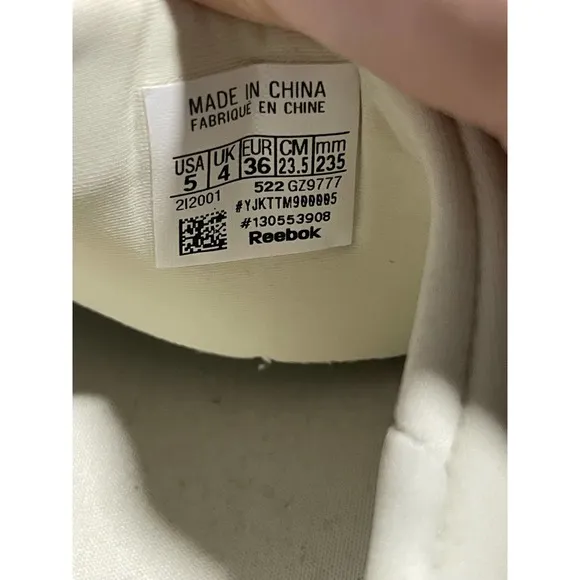 MADE IN CHINA
FABRIQUÉ EN CHINE
USA UK EUR CM mm
5 4 36 23.5 235
522 GZ9777
2I2001 #YJKTTM900005
#130553908
Reebok